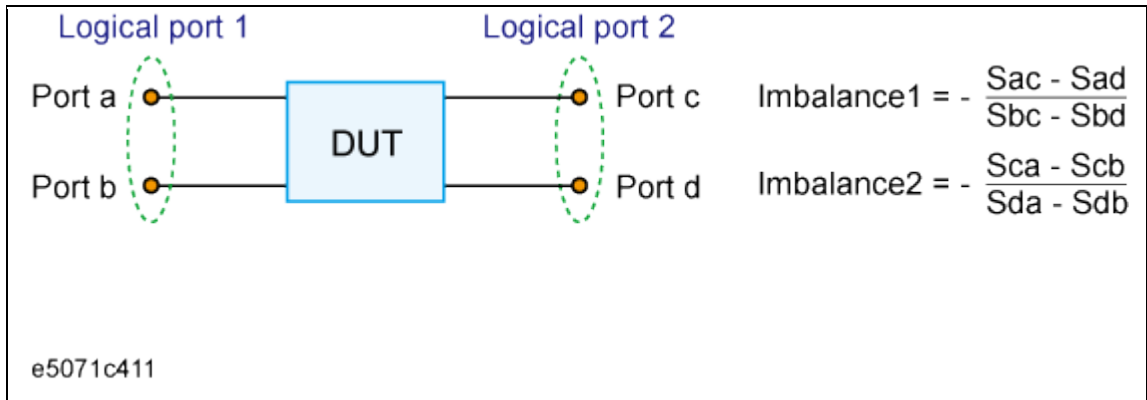 Logical port 1 Logical port 2
Port a Port c Imbalance1 = - Sac - Sad
Sbc - Sbd
DUT
Port b Port d Imbalance2 = - Sca - Scb
Sda - Sdb
e5071c411